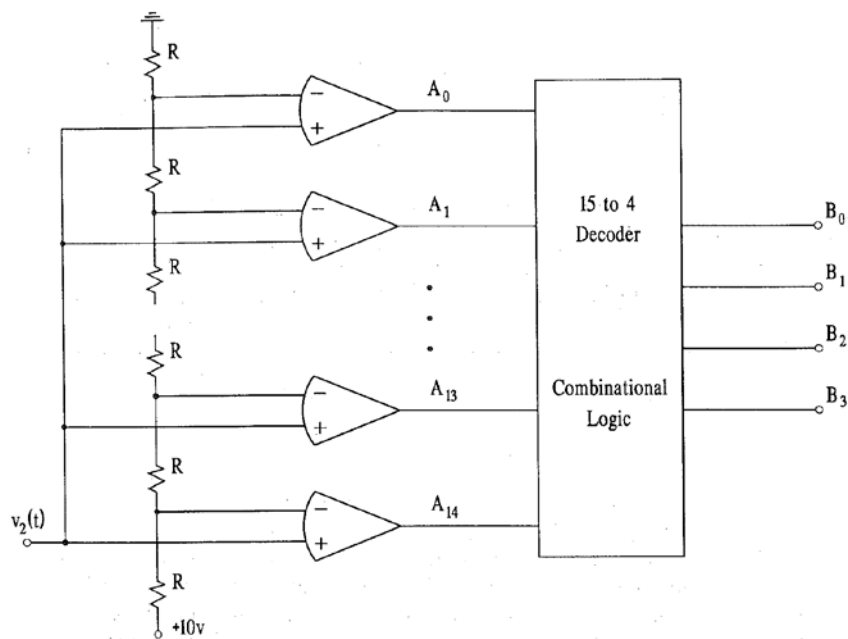 R
A0
R
A1
15 to 4
Decoder
B0
R
B1
B2
R
A13
Combinational
Logic
B3
R
A14
v2(t)
R
+10v